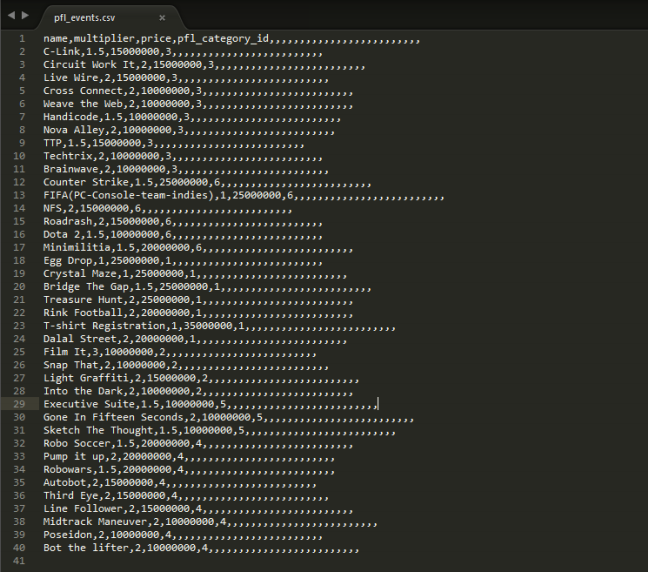 pfl_events.csv ×
1 name,multiplier,price,pfl_category_id,,,,,,,,,,,,,,,,,,,,,,,,,
2 C-Link,1.5,15000000,3,,,,,,,,,,,,,,,,,,,,,,,,,
3 Circuit Work It,2,15000000,3,,,,,,,,,,,,,,,,,,,,,,,,,
4 Live Wire,2,15000000,3,,,,,,,,,,,,,,,,,,,,,,,,,
5 Cross Connect,2,10000000,3,,,,,,,,,,,,,,,,,,,,,,,,,
6 Weave the Web,2,10000000,3,,,,,,,,,,,,,,,,,,,,,,,,,
7 Handicode,1.5,10000000,3,,,,,,,,,,,,,,,,,,,,,,,,,
8 Nova Alley,2,10000000,3,,,,,,,,,,,,,,,,,,,,,,,,,
9 TTP,1.5,15000000,3,,,,,,,,,,,,,,,,,,,,,,,,,
10 Techtrix,2,10000000,3,,,,,,,,,,,,,,,,,,,,,,,,,
11 Brainwave,2,10000000,3,,,,,,,,,,,,,,,,,,,,,,,,,
12 Counter Strike,1.5,25000000,6,,,,,,,,,,,,,,,,,,,,,,,,,
13 FIFA(PC-Console-team-indies),1,25000000,6,,,,,,,,,,,,,,,,,,,,,,,,,
14 NFS,2,15000000,6,,,,,,,,,,,,,,,,,,,,,,,,,
15 Roadrash,2,15000000,6,,,,,,,,,,,,,,,,,,,,,,,,,
16 Dota 2,1.5,10000000,6,,,,,,,,,,,,,,,,,,,,,,,,,
17 Minimilitia,1.5,20000000,6,,,,,,,,,,,,,,,,,,,,,,,,,
18 Egg Drop,1,25000000,1,,,,,,,,,,,,,,,,,,,,,,,,,
19 Crystal Maze,1,25000000,1,,,,,,,,,,,,,,,,,,,,,,,,,
20 Bridge The Gap,1.5,25000000,1,,,,,,,,,,,,,,,,,,,,,,,,,
21 Treasure Hunt,2,25000000,1,,,,,,,,,,,,,,,,,,,,,,,,,
22 Rink Football,2,20000000,1,,,,,,,,,,,,,,,,,,,,,,,,,
23 T-shirt Registration,1,35000000,1,,,,,,,,,,,,,,,,,,,,,,,,,
24 Dalal Street,2,20000000,1,,,,,,,,,,,,,,,,,,,,,,,,,
25 Film It,3,10000000,2,,,,,,,,,,,,,,,,,,,,,,,,,
26 Snap That,2,10000000,2,,,,,,,,,,,,,,,,,,,,,,,,,
27 Light Graffiti,2,15000000,2,,,,,,,,,,,,,,,,,,,,,,,,,
28 Into the Dark,2,10000000,2,,,,,,,,,,,,,,,,,,,,,,,,,
29 Executive Suite,1.5,10000000,5,,,,,,,,,,,,,,,,,,,,,,,,,
30 Gone In Fifteen Seconds,2,10000000,5,,,,,,,,,,,,,,,,,,,,,,,,,
31 Sketch The Thought,1.5,10000000,5,,,,,,,,,,,,,,,,,,,,,,,,,
32 Robo Soccer,1.5,20000000,4,,,,,,,,,,,,,,,,,,,,,,,,,
33 Pump it up,2,20000000,4,,,,,,,,,,,,,,,,,,,,,,,,,
34 Robowars,1.5,20000000,4,,,,,,,,,,,,,,,,,,,,,,,,,
35 Autobot,2,15000000,4,,,,,,,,,,,,,,,,,,,,,,,,,
36 Third Eye,2,15000000,4,,,,,,,,,,,,,,,,,,,,,,,,,
37 Line Follower,2,15000000,4,,,,,,,,,,,,,,,,,,,,,,,,,
38 Midtrack Maneuver,2,10000000,4,,,,,,,,,,,,,,,,,,,,,,,,,
39 Poseidon,2,10000000,4,,,,,,,,,,,,,,,,,,,,,,,,,
40 Bot the lifter,2,10000000,4,,,,,,,,,,,,,,,,,,,,,,,,,
41